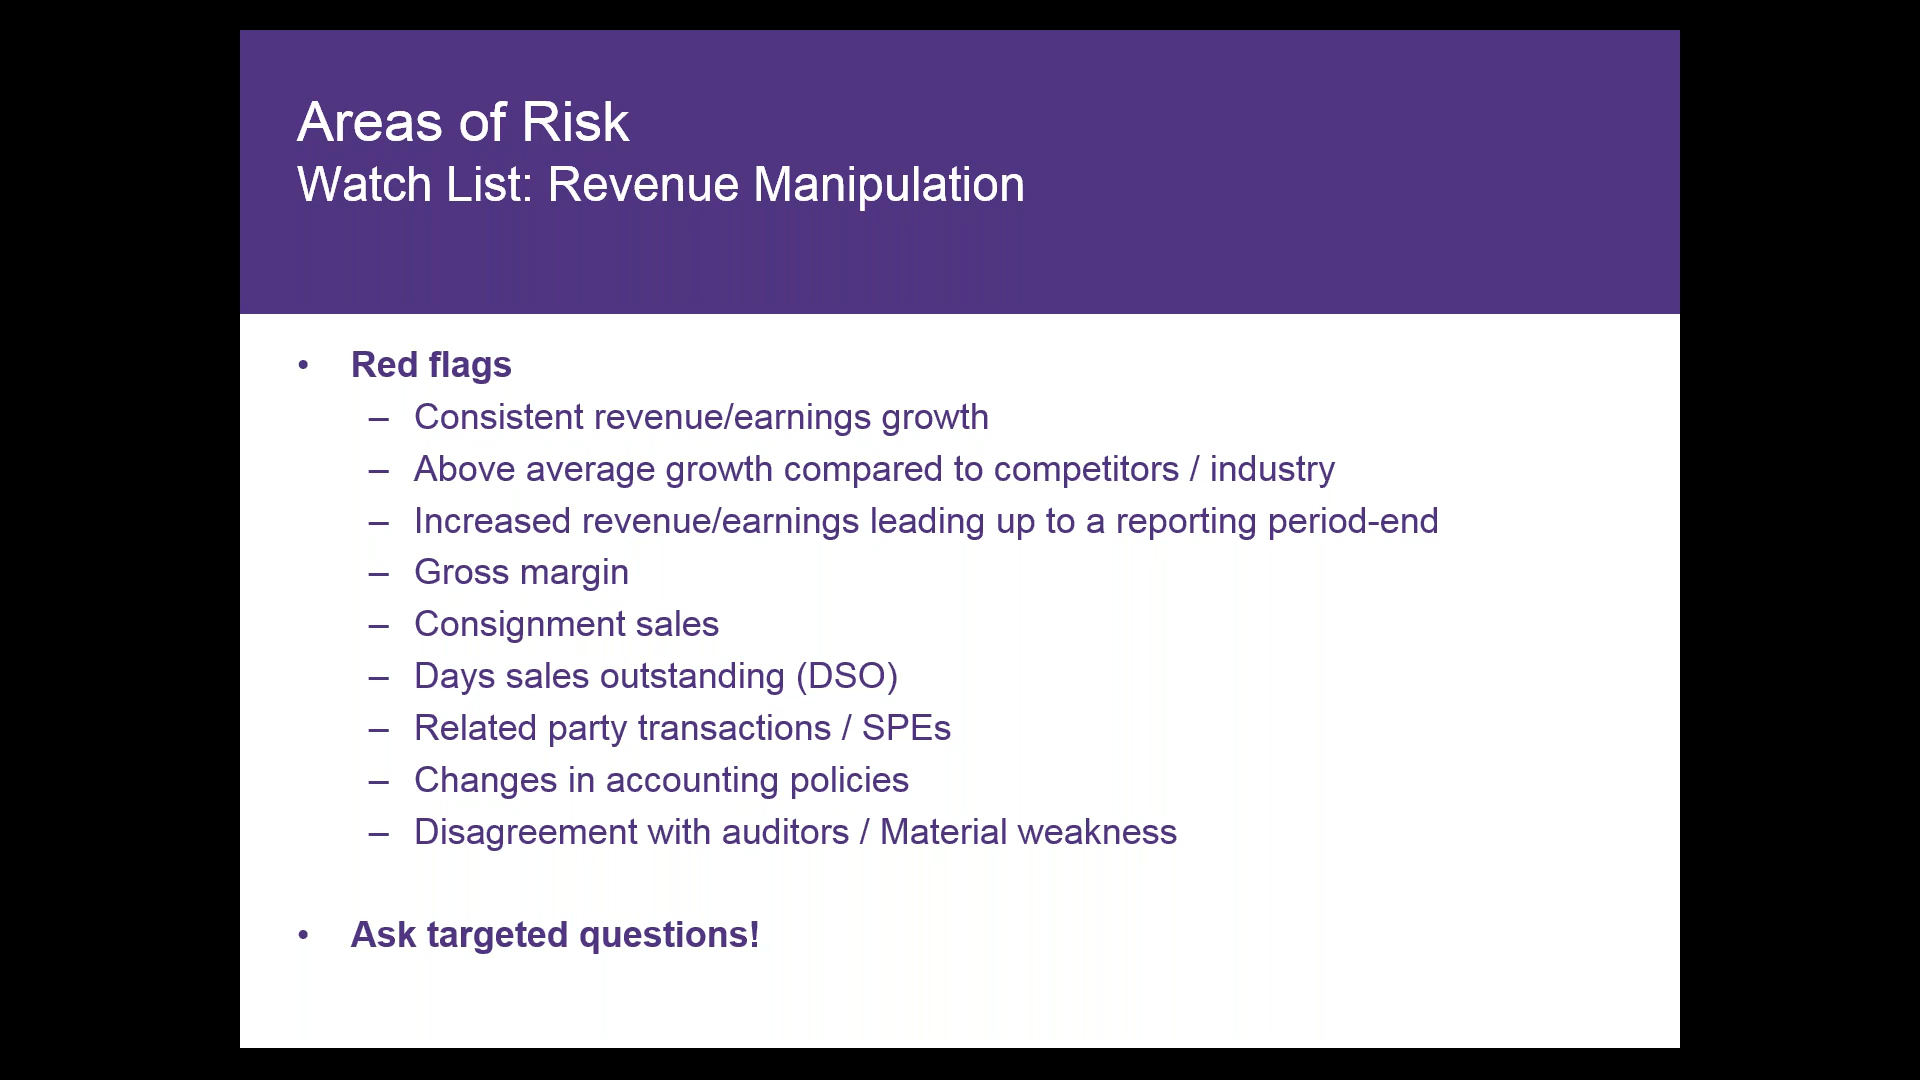 Areas of Risk
Watch List: Revenue Manipulation
• Red flags
– Consistent revenue/earnings growth
– Above average growth compared to competitors / industry
– Increased revenue/earnings leading up to a reporting period-end
– Gross margin
– Consignment sales
– Days sales outstanding (DSO)
– Related party transactions / SPEs
– Changes in accounting policies
– Disagreement with auditors / Material weakness
• Ask targeted questions!